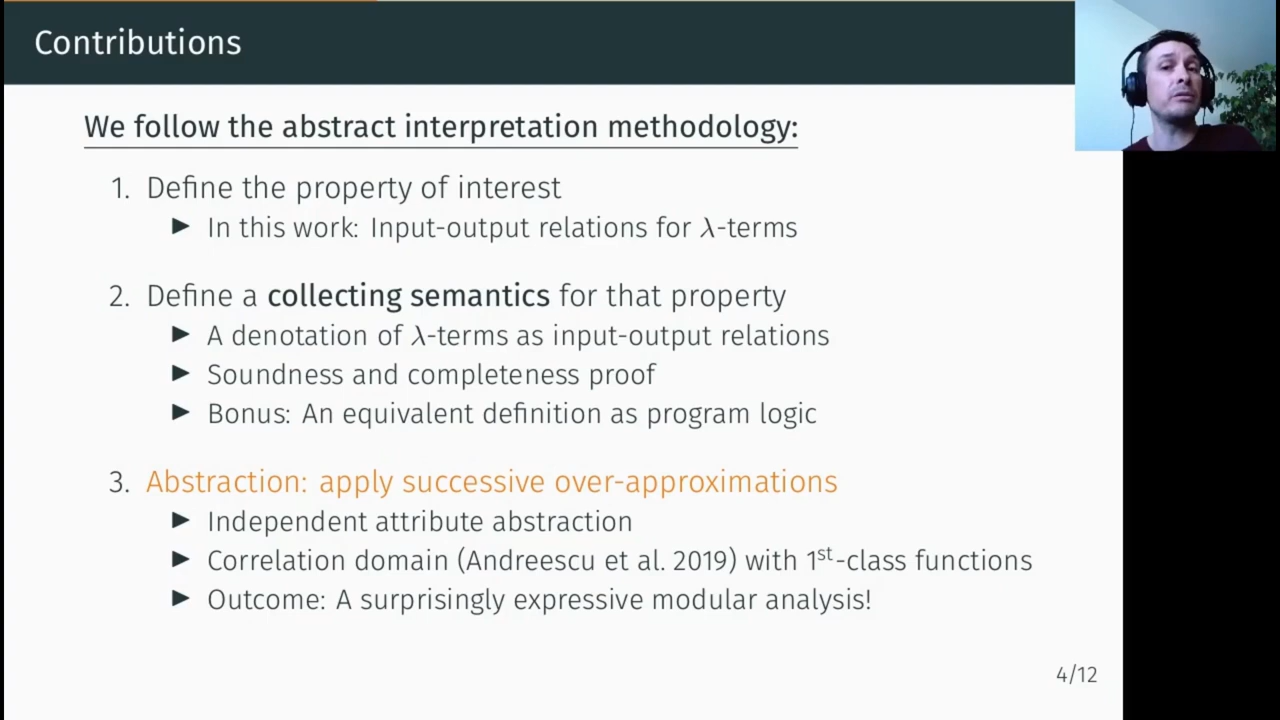 Contributions
We follow the abstract interpretation methodology:
1. Define the property of interest
▶ In this work: Input-output relations for λ-terms
2. Define a collecting semantics for that property
▶ A denotation of λ-terms as input-output relations
▶ Soundness and completeness proof
▶ Bonus: An equivalent definition as program logic
3. Abstraction: apply successive over-approximations
▶ Independent attribute abstraction
▶ Correlation domain (Andreescu et al. 2019) with 1st-class functions
▶ Outcome: A surprisingly expressive modular analysis!
4/12